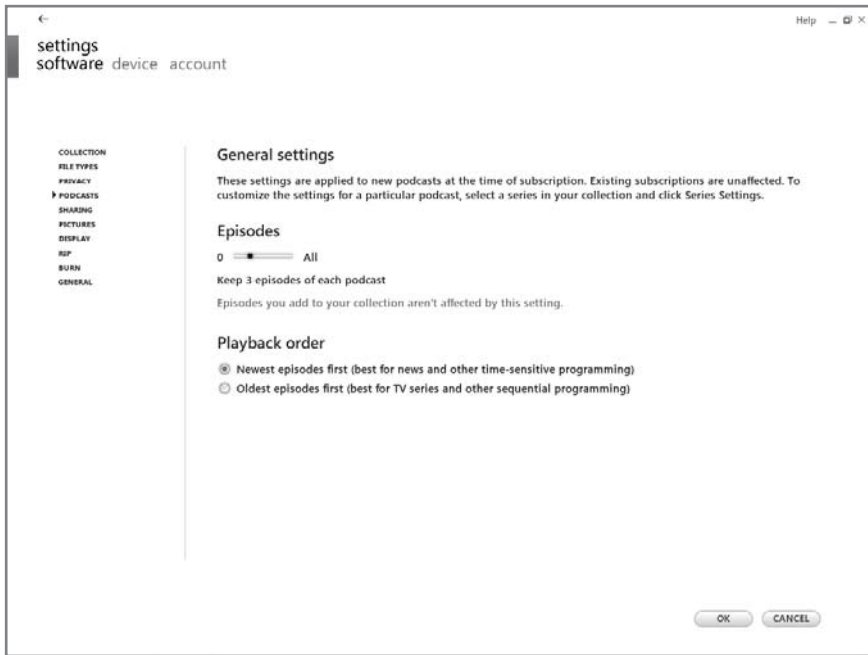 Help
settings
software device account
COLLECTION
FILE TYPES
PRIVACY
PODCASTS
SHARING
PICTURES
DISPLAY
RIP
BURN
GENERAL
General settings
These settings are applied to new podcasts at the time of subscription. Existing subscriptions are unaffected. To
customize the settings for a particular podcast, select a series in your collection and click Series Settings.
Episodes
0 All
Keep 3 episodes of each podcast
Episodes you add to your collection aren't affected by this setting.
Playback order
Newest episodes first (best for news and other time-sensitive programming)
Oldest episodes first (best for TV series and other sequential programming)
OK CANCEL